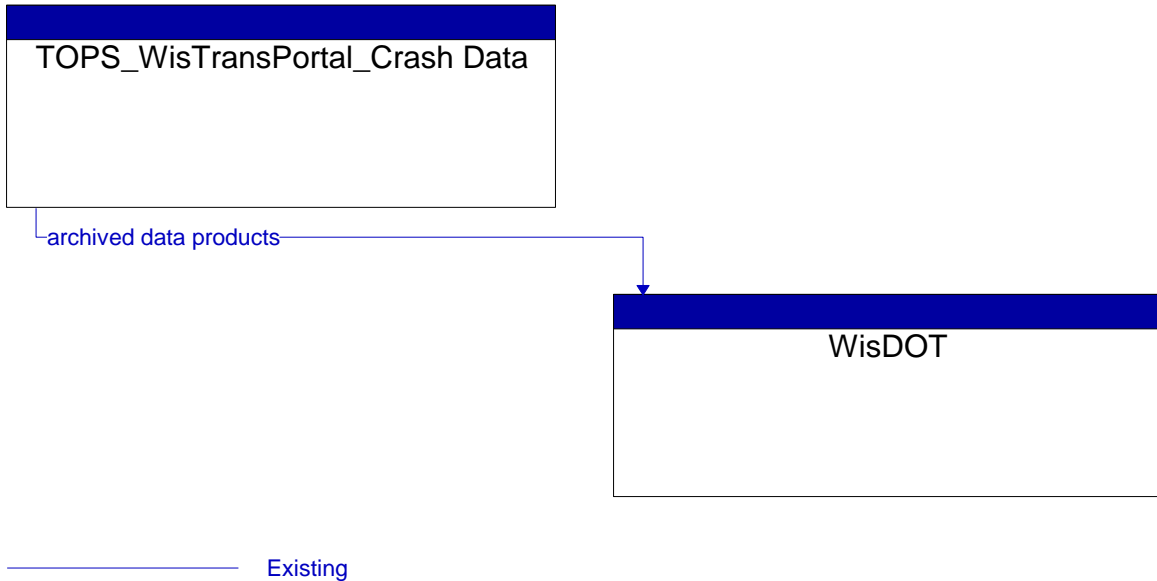 TOPS_WisTransPortal_Crash Data
archived data products
WisDOT
Existing